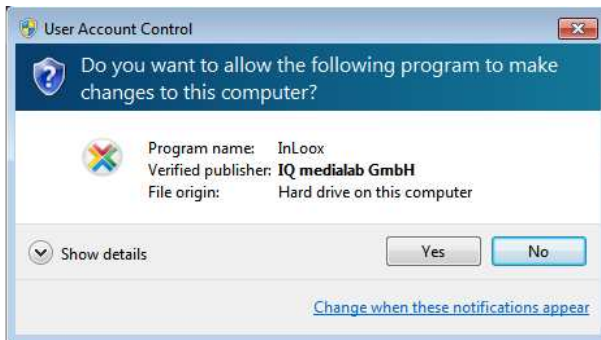 User Account Control
Do you want to allow the following program to make
changes to this computer?
Program name: InLoox
Verified publisher: IQ medialab GmbH
File origin: Hard drive on this computer
Show details
Yes No
Change when these notifications appear